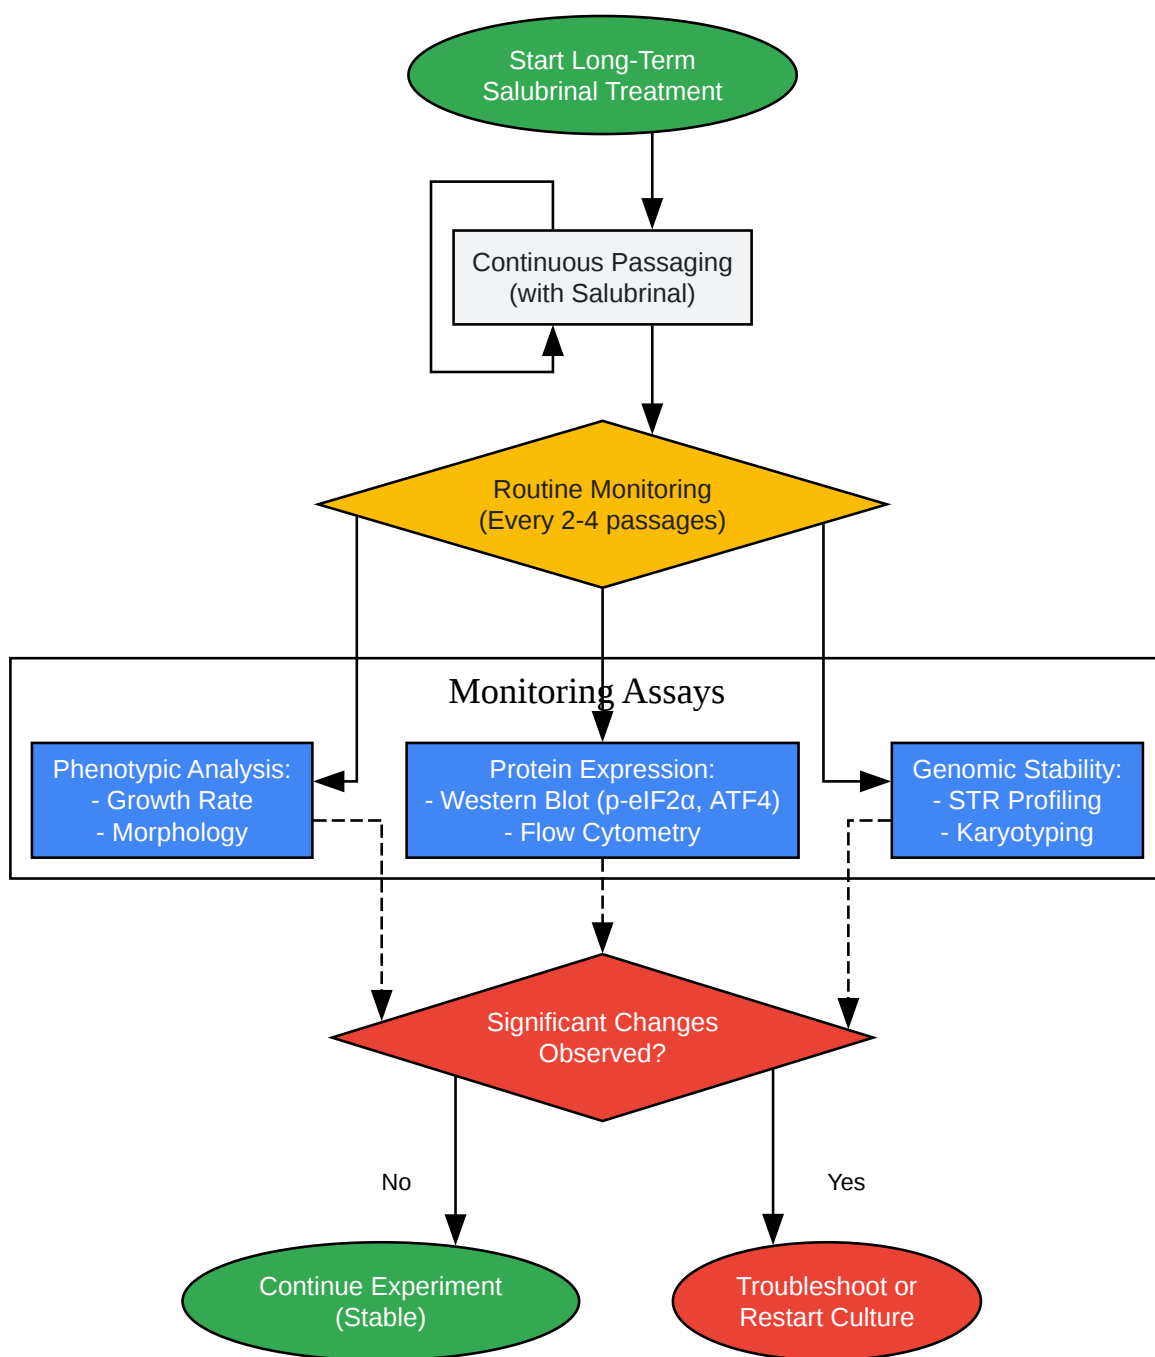 Start Long-Term
Salubrinal Treatment
Continuous Passaging
(with Salubrinal)
Routine Monitoring
(Every 2-4 passages)
Monitoring Assays
Phenotypic Analysis:
- Growth Rate
- Morphology
Protein Expression:
- Western Blot (p-eIF2α, ATF4)
- Flow Cytometry
Genomic Stability:
- STR Profiling
- Karyotyping
Significant Changes
Observed?
No
Yes
Continue Experiment
(Stable)
Troubleshoot or
Restart Culture